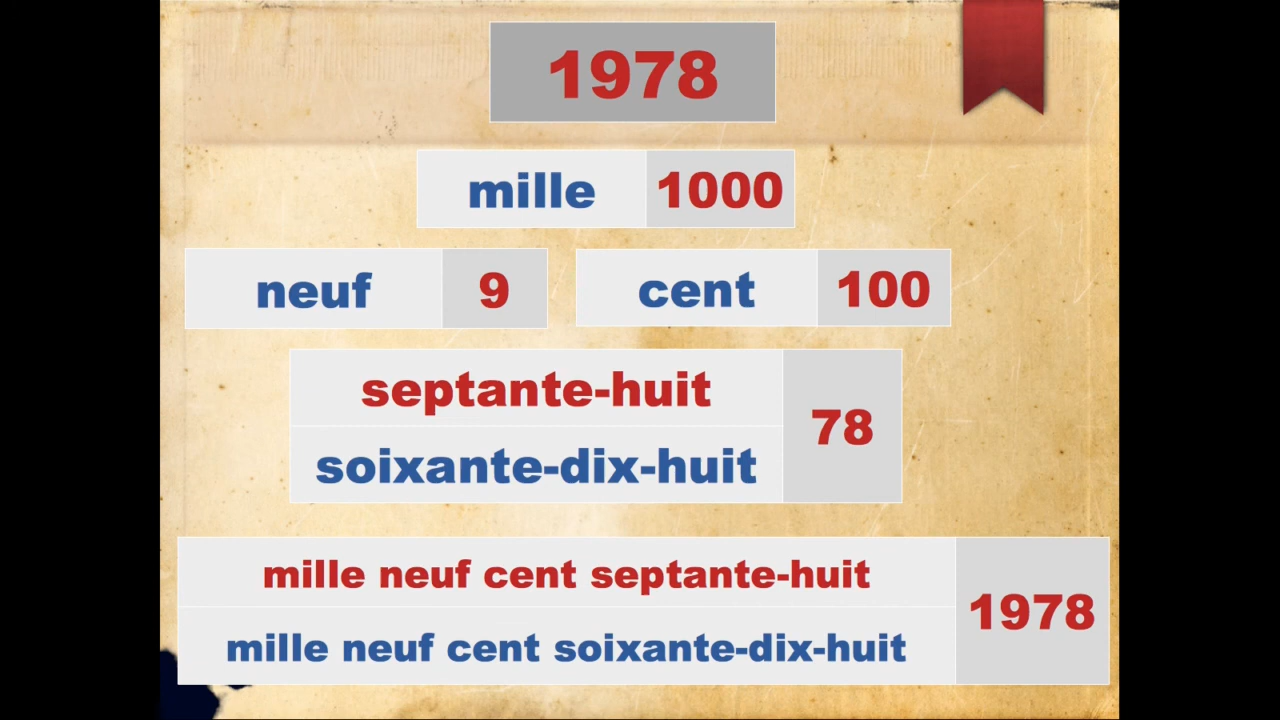 1978
mille 1000
neuf 9 cent 100
septante-huit
78
soixante-dix-huit
mille neuf cent septante-huit
1978
mille neuf cent soixante-dix-huit